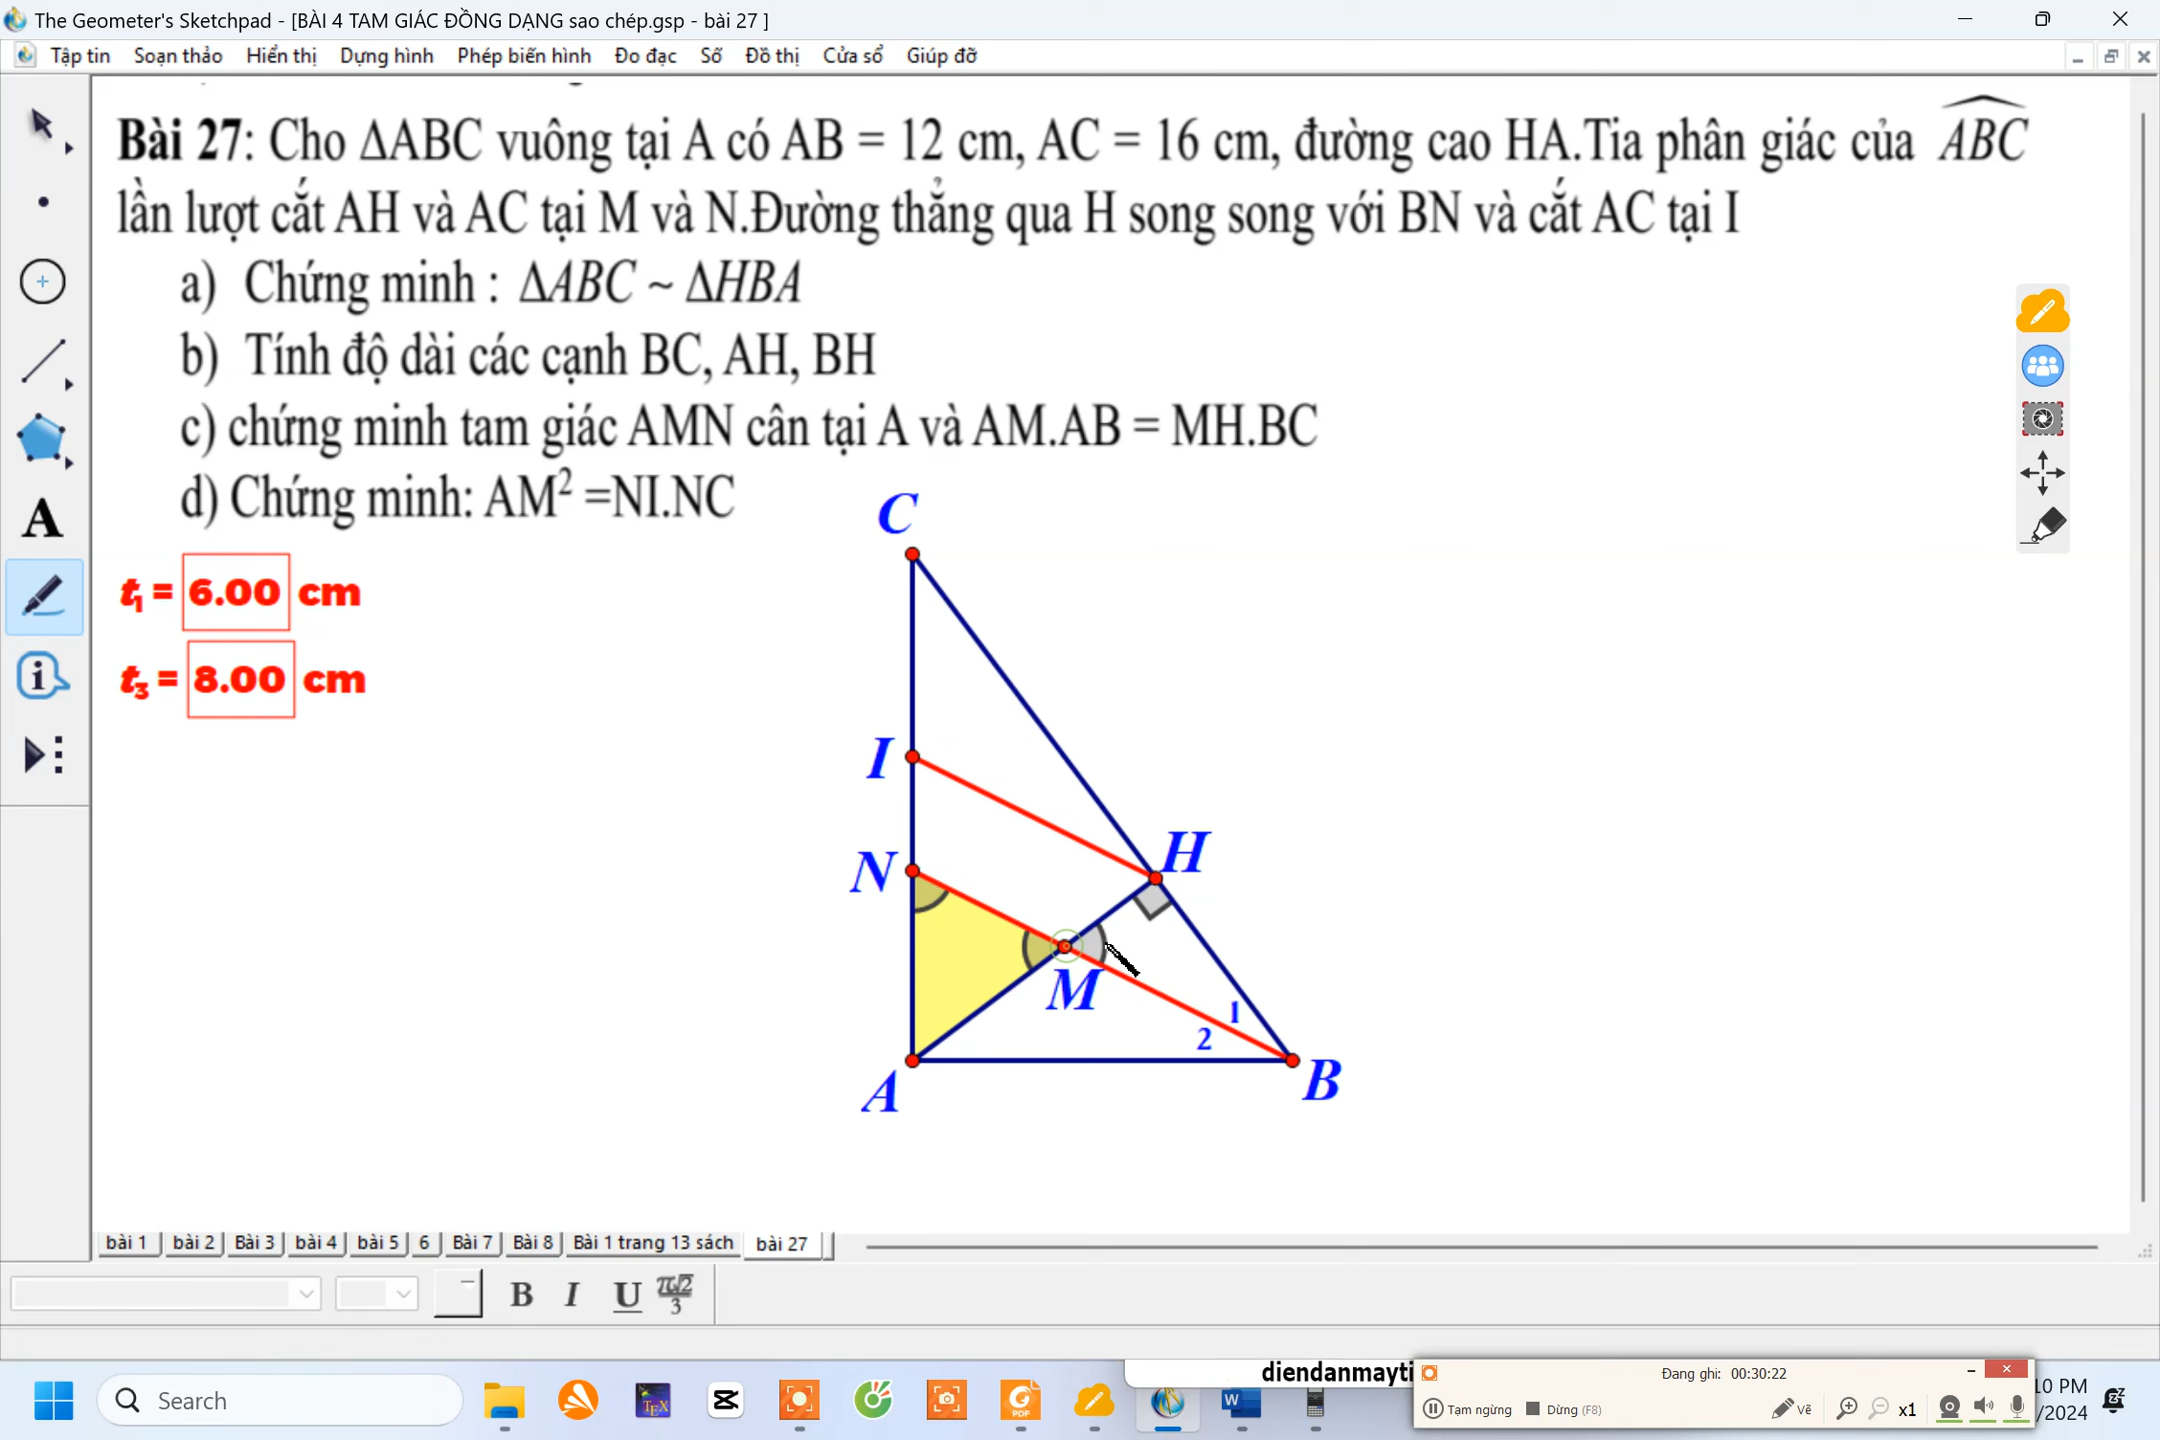 The Geometer's Sketchpad - [BÀI 4 TAM GIÁC ĐỒNG DẠNG sao chép.gsp - bài 27 ]
Tập tin Soạn thảo Hiển thị Dựng hình Phép biến hình Đo đạc Số Đồ thị Cửa sổ Giúp đỡ
Bài 27: Cho ΔABC vuông tại A có AB = 12 cm, AC = 16 cm, đường cao HA.Tia phân giác của ABC
lần lượt cắt AH và AC tại M và N.Đường thẳng qua H song song với BN và cắt AC tại I
a) Chứng minh : ΔABC ~ ΔHBA
b) Tính độ dài các cạnh BC, AH, BH
c) chứng minh tam giác AMN cân tại A và AM.AB = MH.BC
d) Chứng minh: AM² =NI.NC
t₁ = 6.00 cm
t₃ = 8.00 cm
C
I
H
N
M
1
2
A
B
A
bài 1 bài 2 Bài 3 bài 4 bài 5 6 Bài 7 Bài 8 Bài 1 trang 13 sách bài 27
B I U π√2/3
diendanmayti
Đang ghi: 00:30:22
Tạm ngừng Dừng (F8) Vẽ x1
Search
TEX
PDF
W
10 PM
/2024